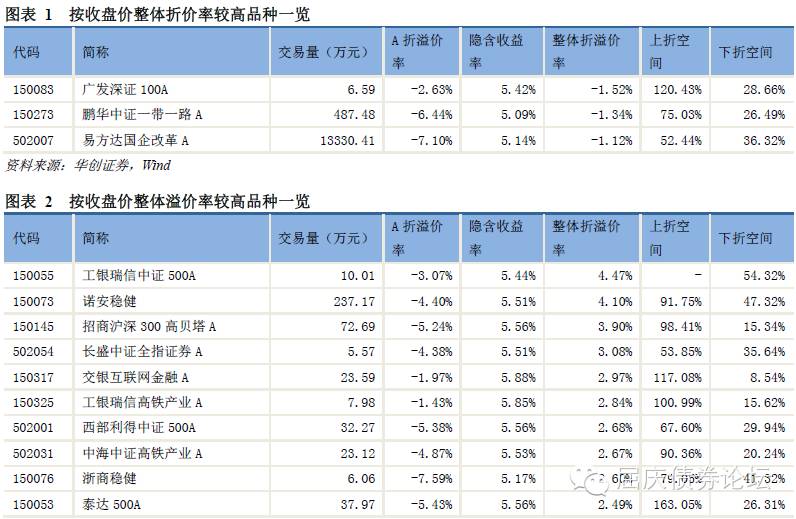 图表 1 按收盘价整体折价率较高品种一览
代码 简称 交易量（万元） A 折溢价率 隐含收益率 整体折溢价率 上折空间 下折空间
150083 广发深证 100A 6.59 -2.63% 5.42% -1.52% 120.43% 28.66%
150273 鹏华中证一带一路 A 487.48 -6.44% 5.09% -1.34% 75.03% 26.49%
502007 易方达国企改革 A 13330.41 -7.10% 5.14% -1.12% 52.44% 36.32%
资料来源：华创证券，Wind
图表 2 按收盘价整体溢价率较高品种一览
代码 简称 交易量（万元） A 折溢价率 隐含收益率 整体折溢价率 上折空间 下折空间
150055 工银瑞信中证 500A 10.01 -3.07% 5.44% 4.47% - 54.32%
150073 诺安稳健 237.17 -4.40% 5.51% 4.10% 91.75% 47.32%
150145 招商沪深 300 高贝塔 A 72.69 -5.24% 5.56% 3.90% 98.41% 15.34%
502054 长盛中证全指证券 A 5.57 -4.38% 5.51% 3.08% 53.85% 35.64%
150317 交银互联网金融 A 23.59 -1.97% 5.88% 2.97% 117.08% 8.54%
150325 工银瑞信高铁产业 A 7.98 -1.43% 5.85% 2.84% 100.99% 15.62%
502001 西部利得中证 500A 32.27 -5.38% 5.56% 2.68% 67.60% 29.94%
502031 中海中证高铁产业 A 23.12 -4.87% 5.53% 2.67% 90.36% 20.24%
150076 浙商稳健 6.06 -7.59% 5.17%
150053 泰达 500A 37.97 -5.43% 5.56% 2.49% 163.05% 26.31%
屈庆债券论坛